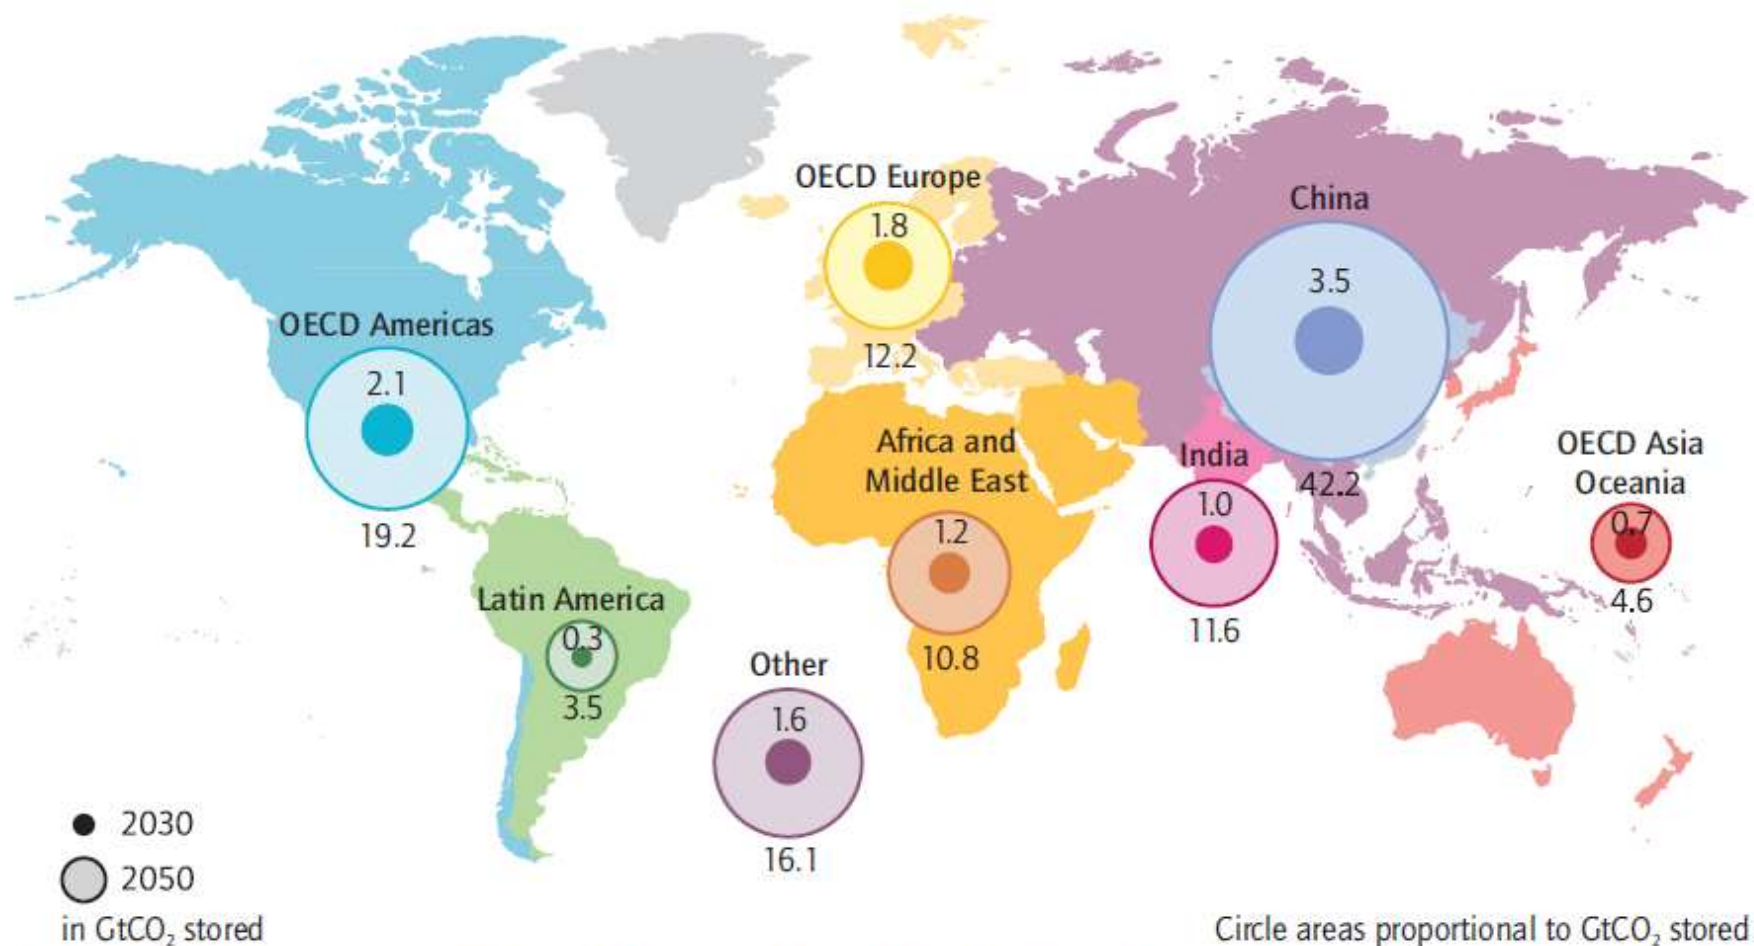 OECD Europe
1.8
12.2
China
3.5
42.2
OECD Americas
2.1
19.2
Africa and
Middle East
1.2
10.8
India
1.0
11.6
OECD Asia
Oceania
0.7
4.6
Latin America
0.3
3.5
Other
1.6
16.1
2030
2050
in GtCO₂ stored
Circle areas proportional to GtCO₂ stored